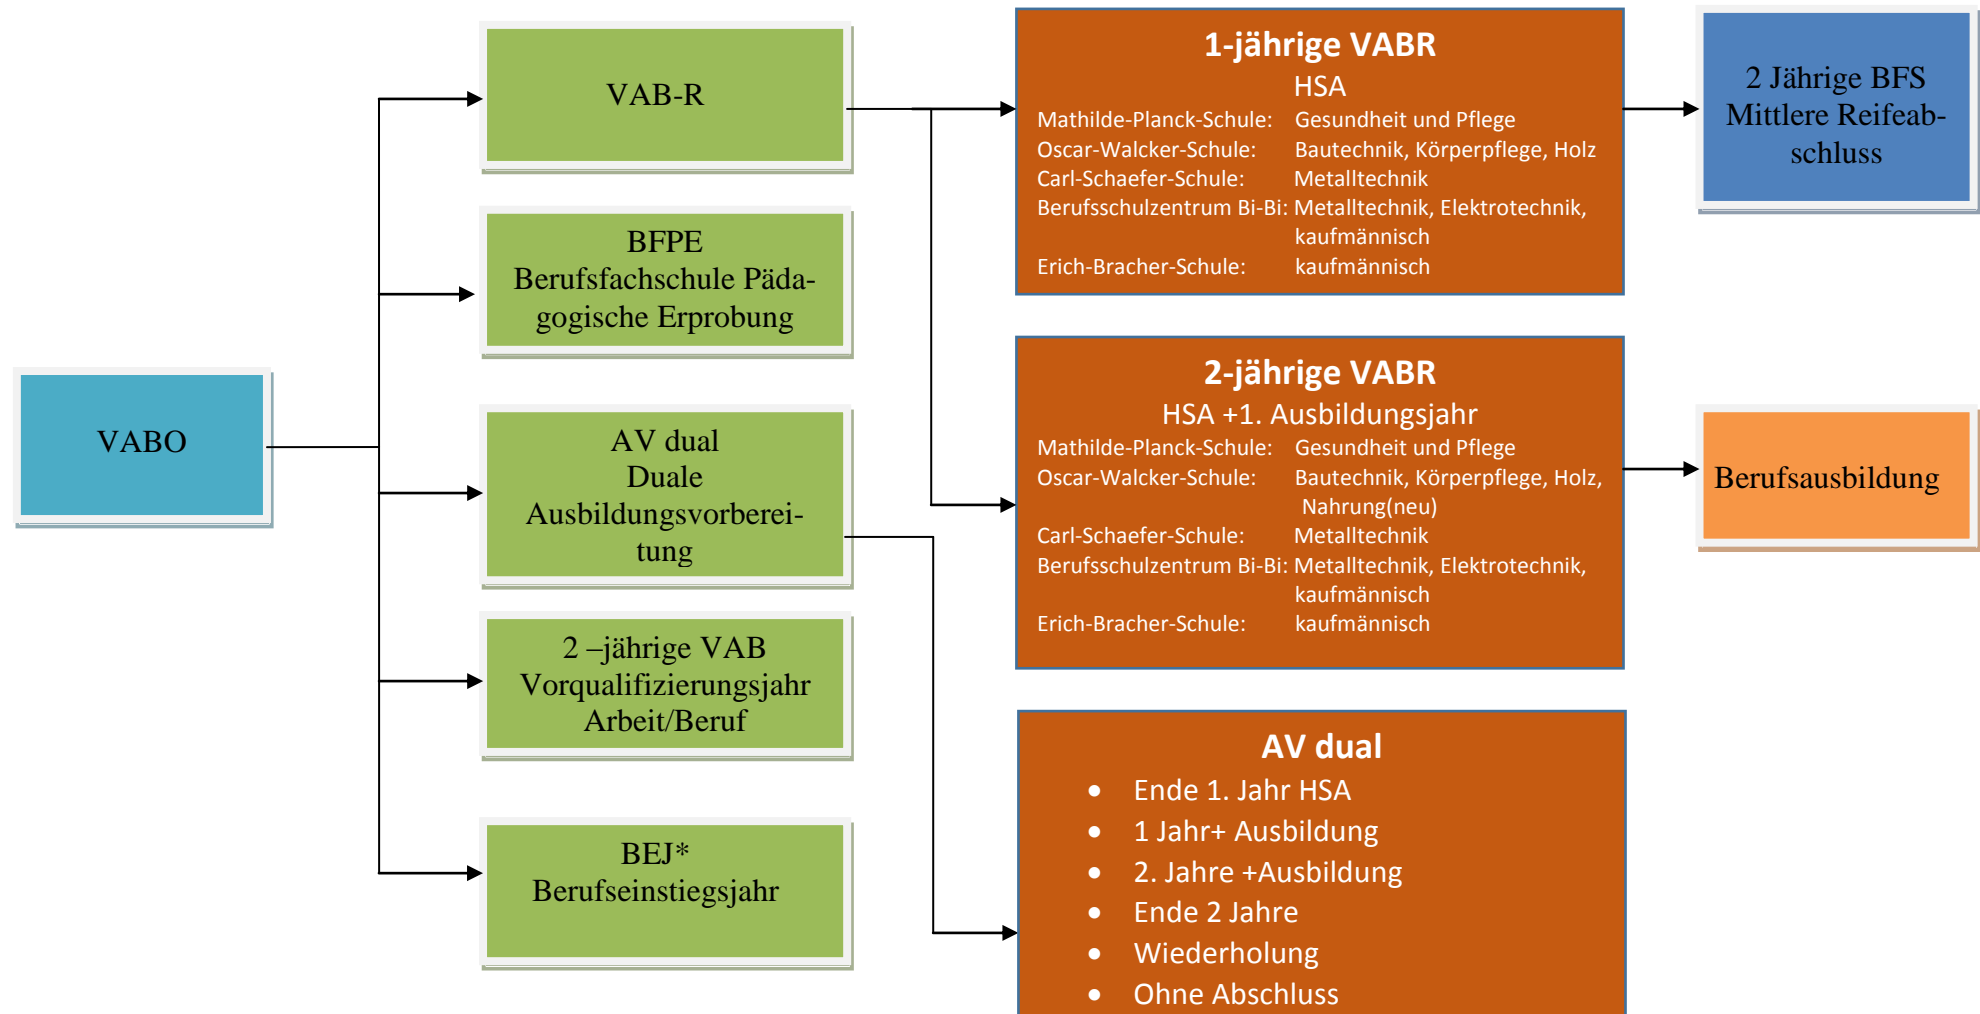 VABO
VAB-R
BFPE
Berufsfachschule Päda-
gogische Erprobung
AV dual
Duale
Ausbildungsvorberei-
tung
2 –jährige VAB
Vorqualifizierungsjahr
Arbeit/Beruf
BEJ*
Berufseinstiegsjahr
1-jährige VABR
HSA
Mathilde-Planck-Schule: Gesundheit und Pflege
Oscar-Walcker-Schule: Bautechnik, Körperpflege, Holz
Carl-Schaefer-Schule: Metalltechnik
Berufsschulzentrum Bi-Bi: Metalltechnik, Elektrotechnik,
kaufmännisch
Erich-Bracher-Schule: kaufmännisch
2-jährige VABR
HSA +1. Ausbildungsjahr
Mathilde-Planck-Schule: Gesundheit und Pflege
Oscar-Walcker-Schule: Bautechnik, Körperpflege, Holz,
Nahrung(neu)
Carl-Schaefer-Schule: Metalltechnik
Berufsschulzentrum Bi-Bi: Metalltechnik, Elektrotechnik,
kaufmännisch
Erich-Bracher-Schule: kaufmännisch
AV dual
• Ende 1. Jahr HSA
• 1 Jahr+ Ausbildung
• 2. Jahre +Ausbildung
• Ende 2 Jahre
• Wiederholung
• Ohne Abschluss
2 Jährige BFS
Mittlere Reifeab-
schluss
Berufsausbildung